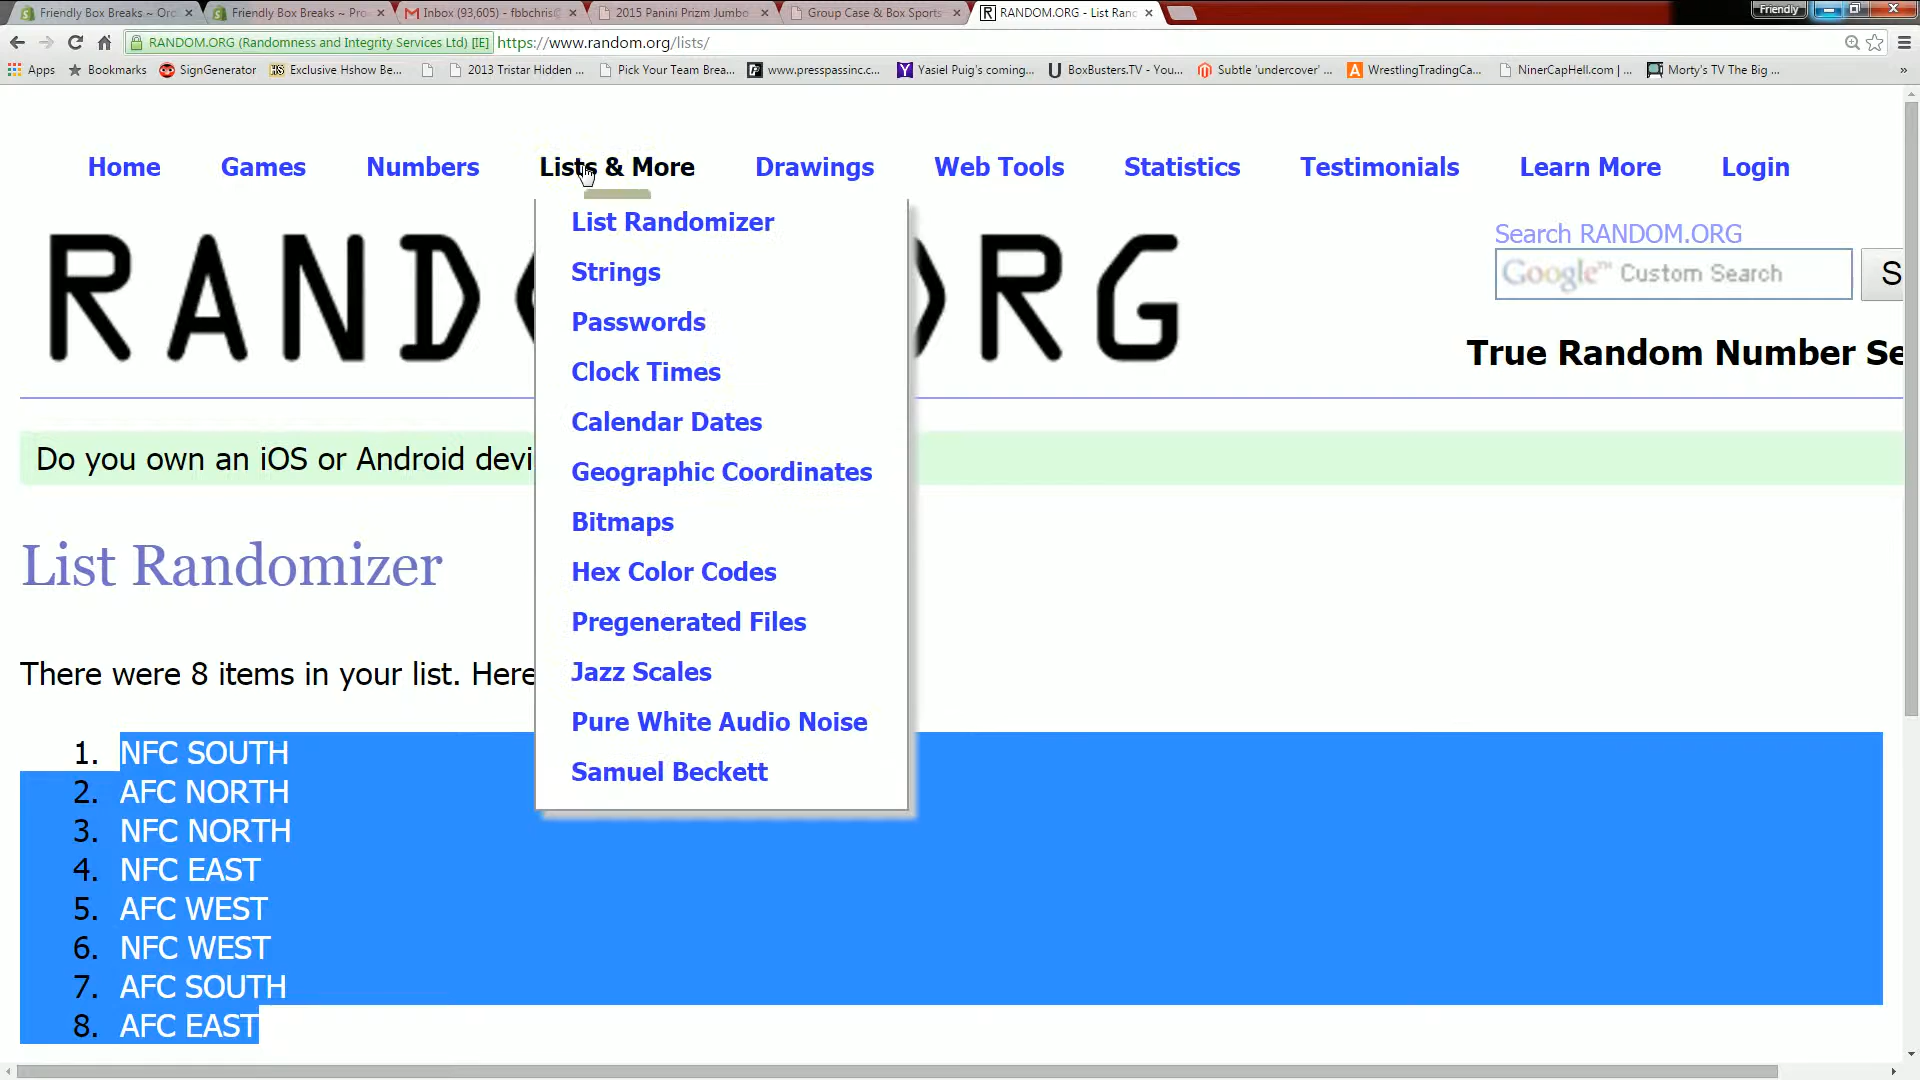 Friendly Box Breaks ~ Ord
Friendly Box Breaks ~ Pro
Inbox (93,605) - fbbchris@
2015 Panini Prizm Jumbo
Group Case & Box Sports
RANDOM.ORG - List Ran
Friendly
RANDOM.ORG (Randomness and Integrity Services Ltd) [IE]
https://www.random.org/lists/
Apps
Bookmarks
SignGenerator
Exclusive Hshow Be...
2013 Tristar Hidden ...
Pick Your Team Brea...
www.presspassinc.c...
Yasiel Puig's coming...
BoxBusters.TV - You...
Subtle 'undercover' ...
WrestlingTradingCa...
NinerCapHell.com | ...
Morty's TV The Big ...
»
Home
Games
Numbers
Lists & More
Drawings
Web Tools
Statistics
Testimonials
Learn More
Login
List Randomizer
Strings
Passwords
Clock Times
Calendar Dates
Geographic Coordinates
Bitmaps
Hex Color Codes
Pregenerated Files
Jazz Scales
Pure White Audio Noise
Samuel Beckett
RAND RG
Search RANDOM.ORG
Google™ Custom Search
S
True Random Number Se
Do you own an iOS or Android devi
List Randomizer
There were 8 items in your list. Here
1. NFC SOUTH
2. AFC NORTH
3. NFC NORTH
4. NFC EAST
5. AFC WEST
6. NFC WEST
7. AFC SOUTH
8. AFC EAST